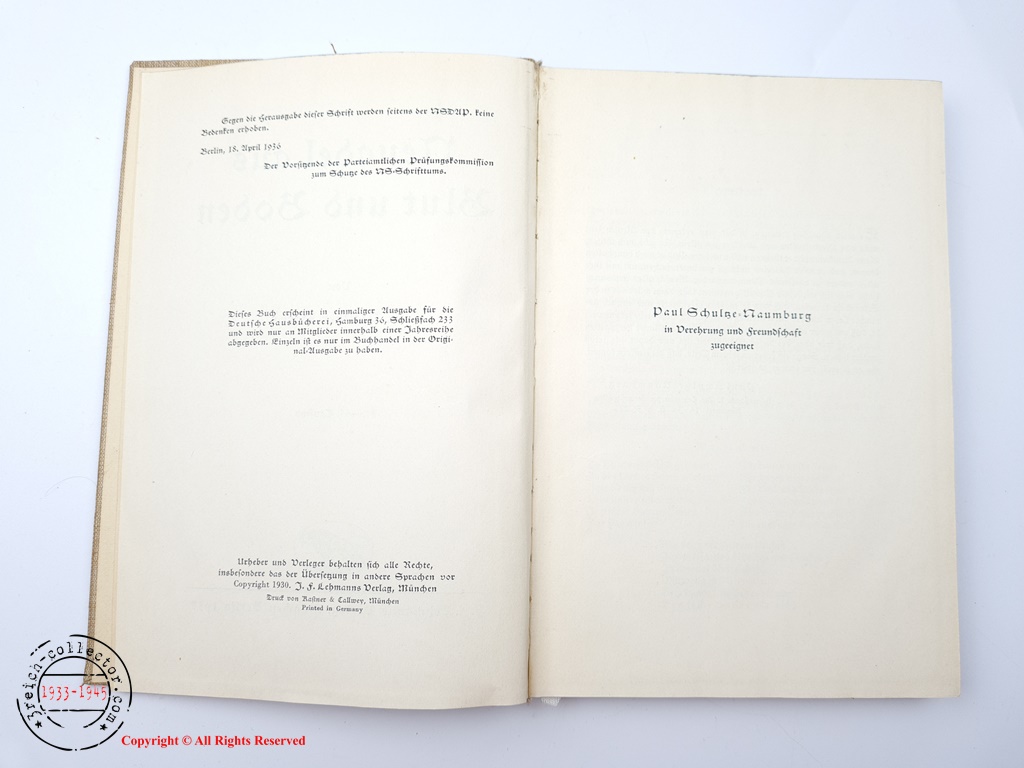 Gegen die Herausgabe dieser Schrift werden seitens der NSDAP. keine
Bedenken erhoben.
Berlin, 18. April 1936
Der Vorsitzende der Parteiamtlichen Prüfungskommission
zum Schutze des NS-Schrifttums.
Dieses Buch erscheint in einmaliger Ausgabe für die
Deutsche Hausbücherei, Hamburg 36, Schließfach 233
und wird nur an Mitglieder innerhalb einer Jahresreihe
abgegeben. Einzeln ist es nur im Buchhandel in der Origi-
nal-Ausgabe zu haben.
Urheber und Verleger behalten sich alle Rechte,
insbesondere das der Übersetzung in andere Sprachen vor
Copyright 1930. J. F. Lehmanns Verlag, München
Druck von Kastner & Callwey, München
Printed in Germany
Paul Schultze-Naumburg
in Verehrung und Freundschaft
zugeeignet
3reich-collector.com
1933-1945
Copyright © All Rights Reserved